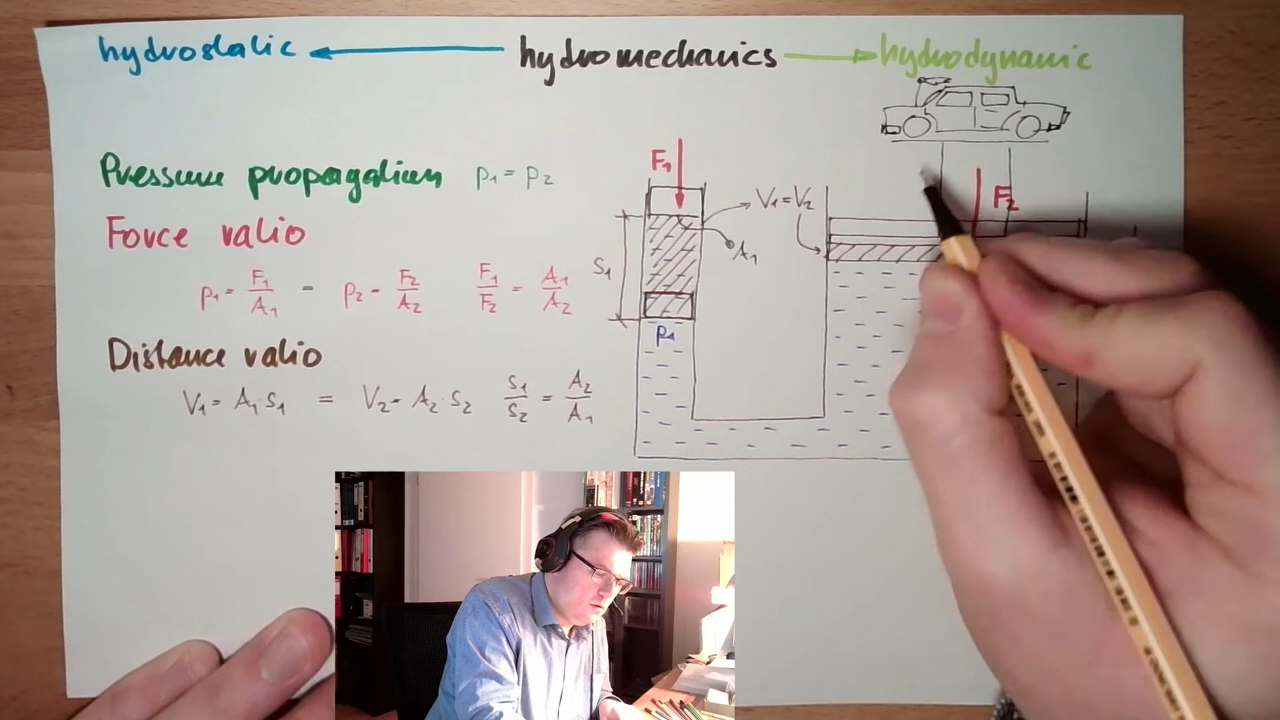 hydrostatic hydromechanics hydrodynamic
Pressure propagation p₁ = p₂
Force ratio
p₁ = F₁/A₁ = p₂ = F₂/A₂ F₁/F₂ = A₁/A₂
Distance ratio
V₁ = A₁·s₁ = V₂ = A₂·s₂ s₁/s₂ = A₂/A₁
F₁
V₁=V₂
F₂
A₁
s₁
p₁